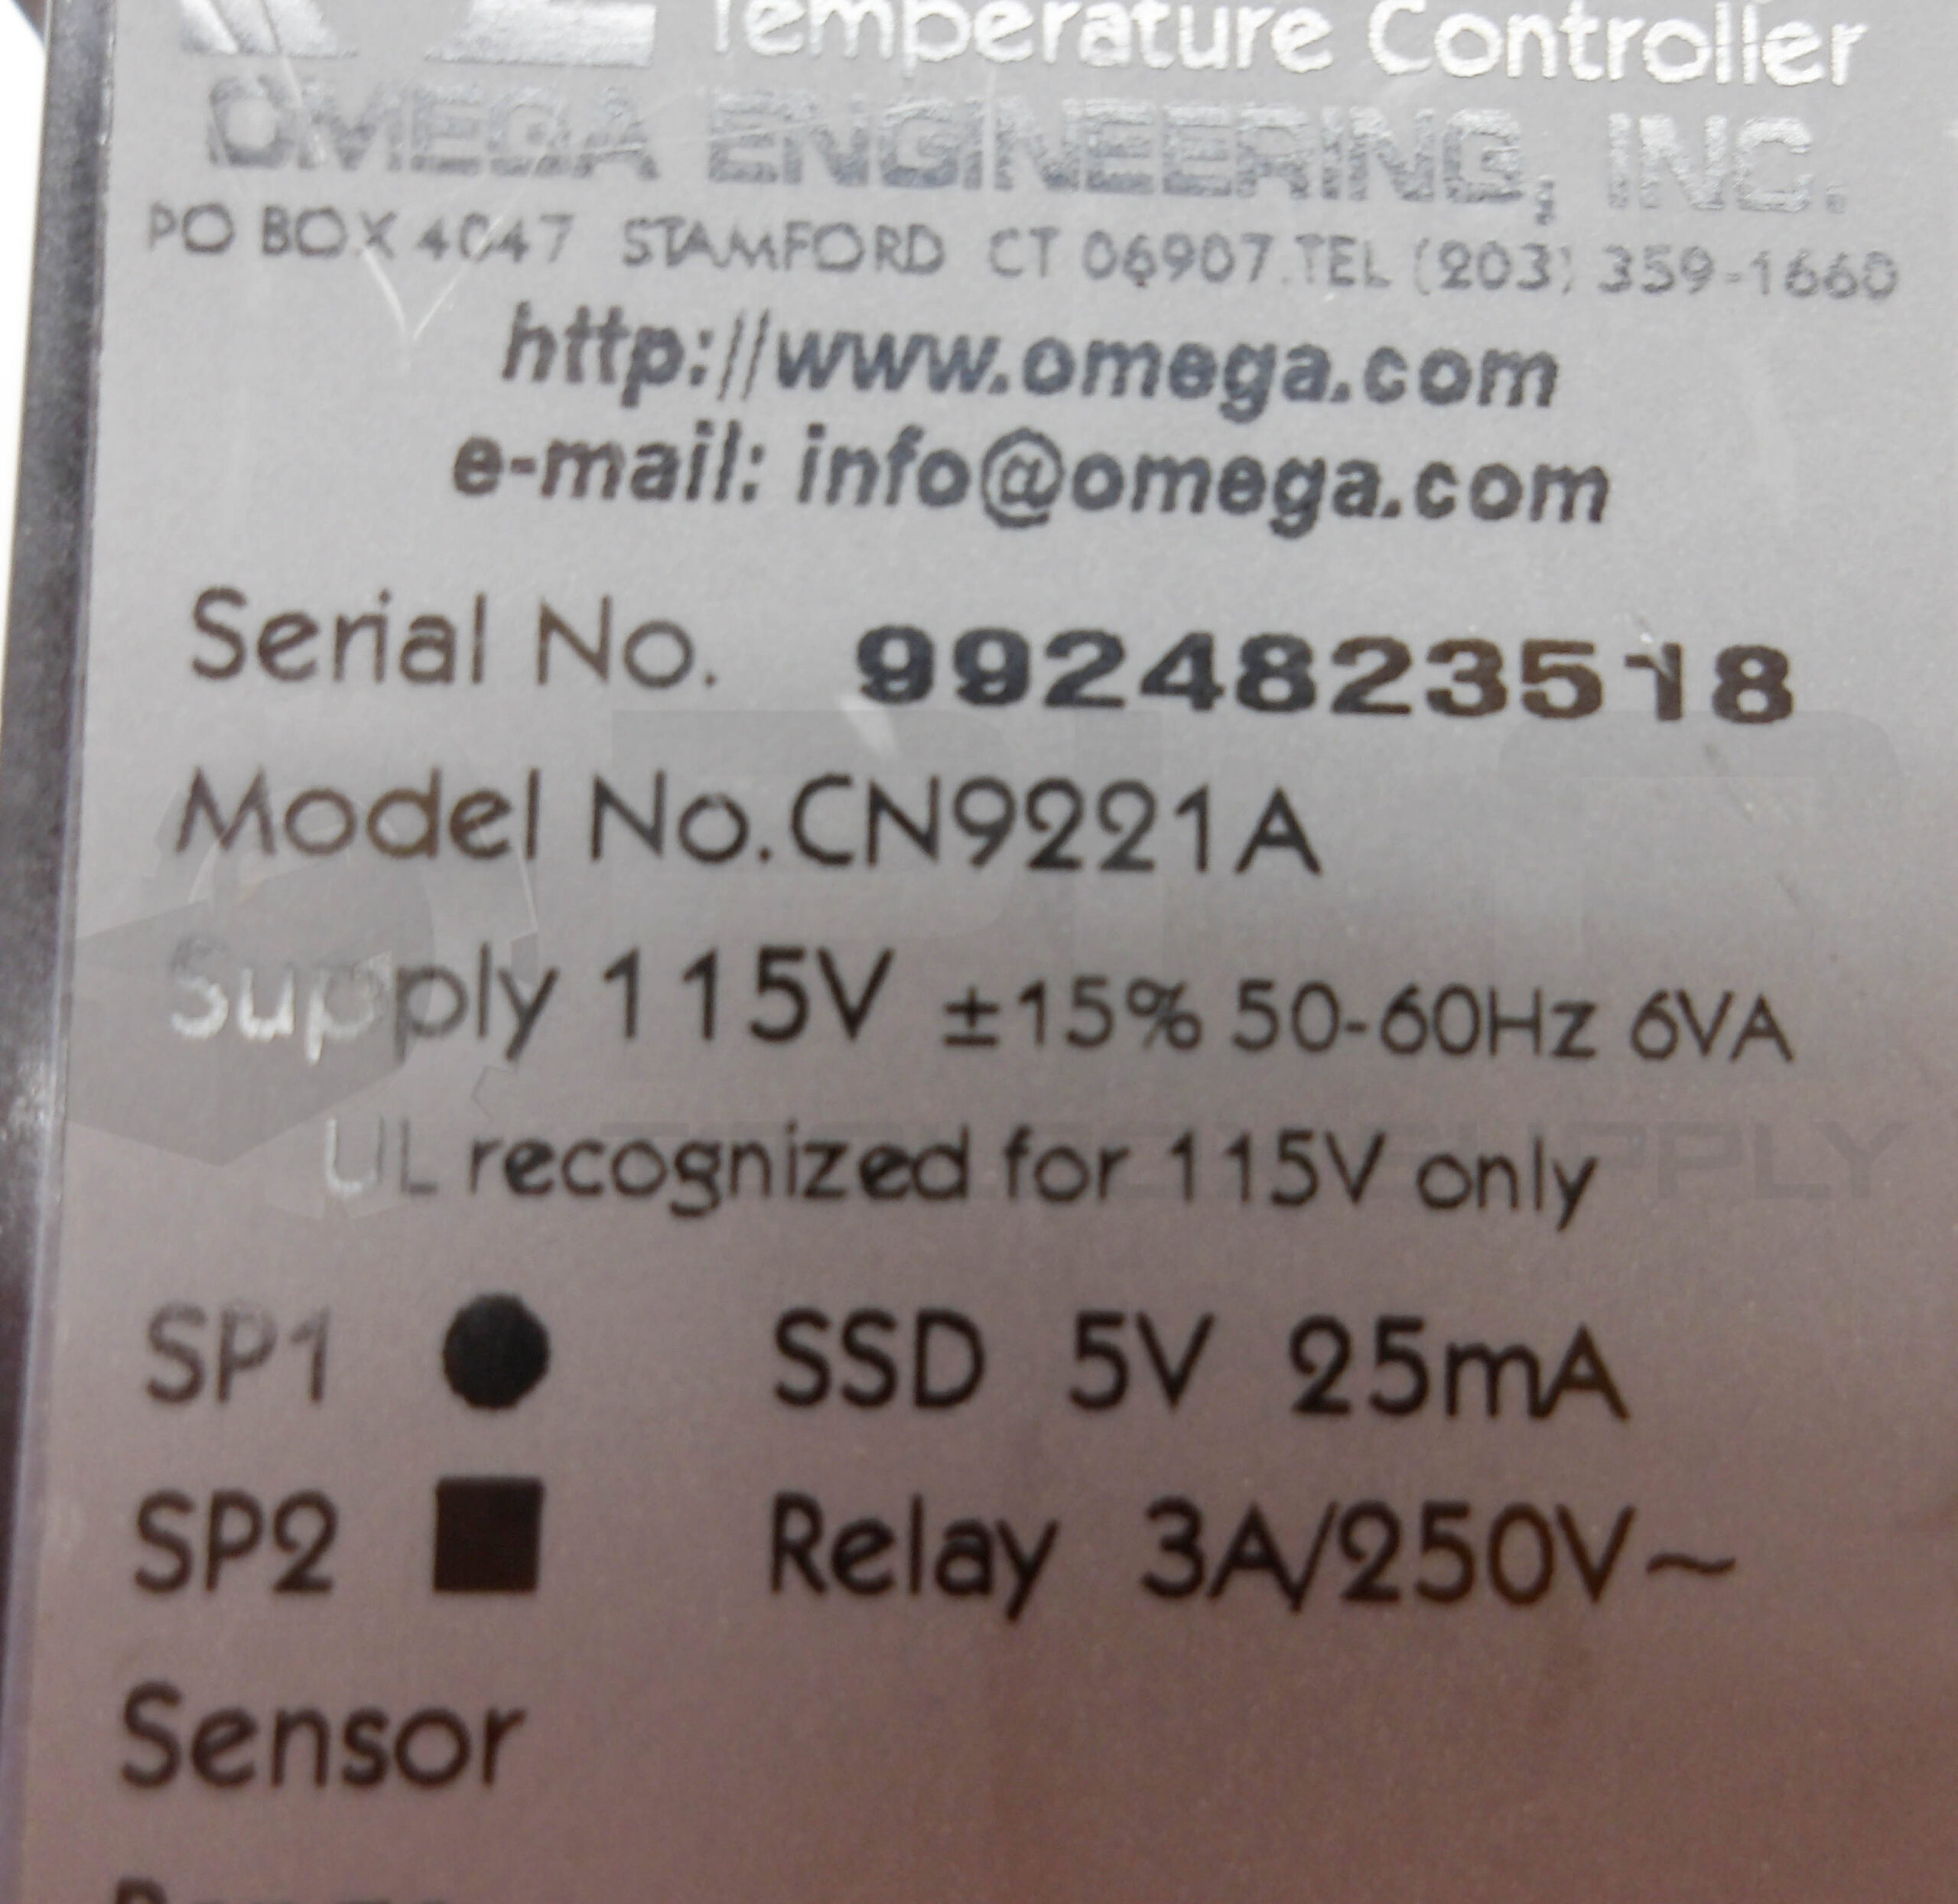 Temperature Controller
OMEGA ENGINEERING, INC.
PO BOX 4047 STAMFORD CT 06907 TEL (203) 359-1660
http://www.omega.com
e-mail: info@omega.com
Serial No. 9924823518
Model No. CN9221A
Supply 115V ±15% 50-60Hz 6VA
UL recognized for 115V only
SP1 ● SSD 5V 25mA
SP2 ■ Relay 3A/250V~
Sensor